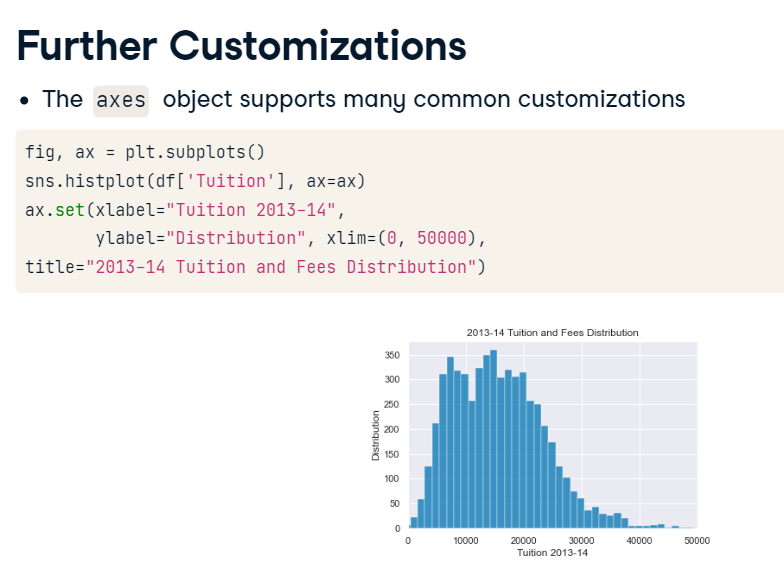 Further Customizations
• The axes object supports many common customizations
fig, ax = plt.subplots()
sns.histplot(df['Tuition'], ax=ax)
ax.set(xlabel="Tuition 2013-14",
ylabel="Distribution", xlim=(0, 50000),
title="2013-14 Tuition and Fees Distribution")
2013-14 Tuition and Fees Distribution
350
300
250
200
150
100
50
0
Distribution
0 10000 20000 30000 40000 50000
Tuition 2013-14